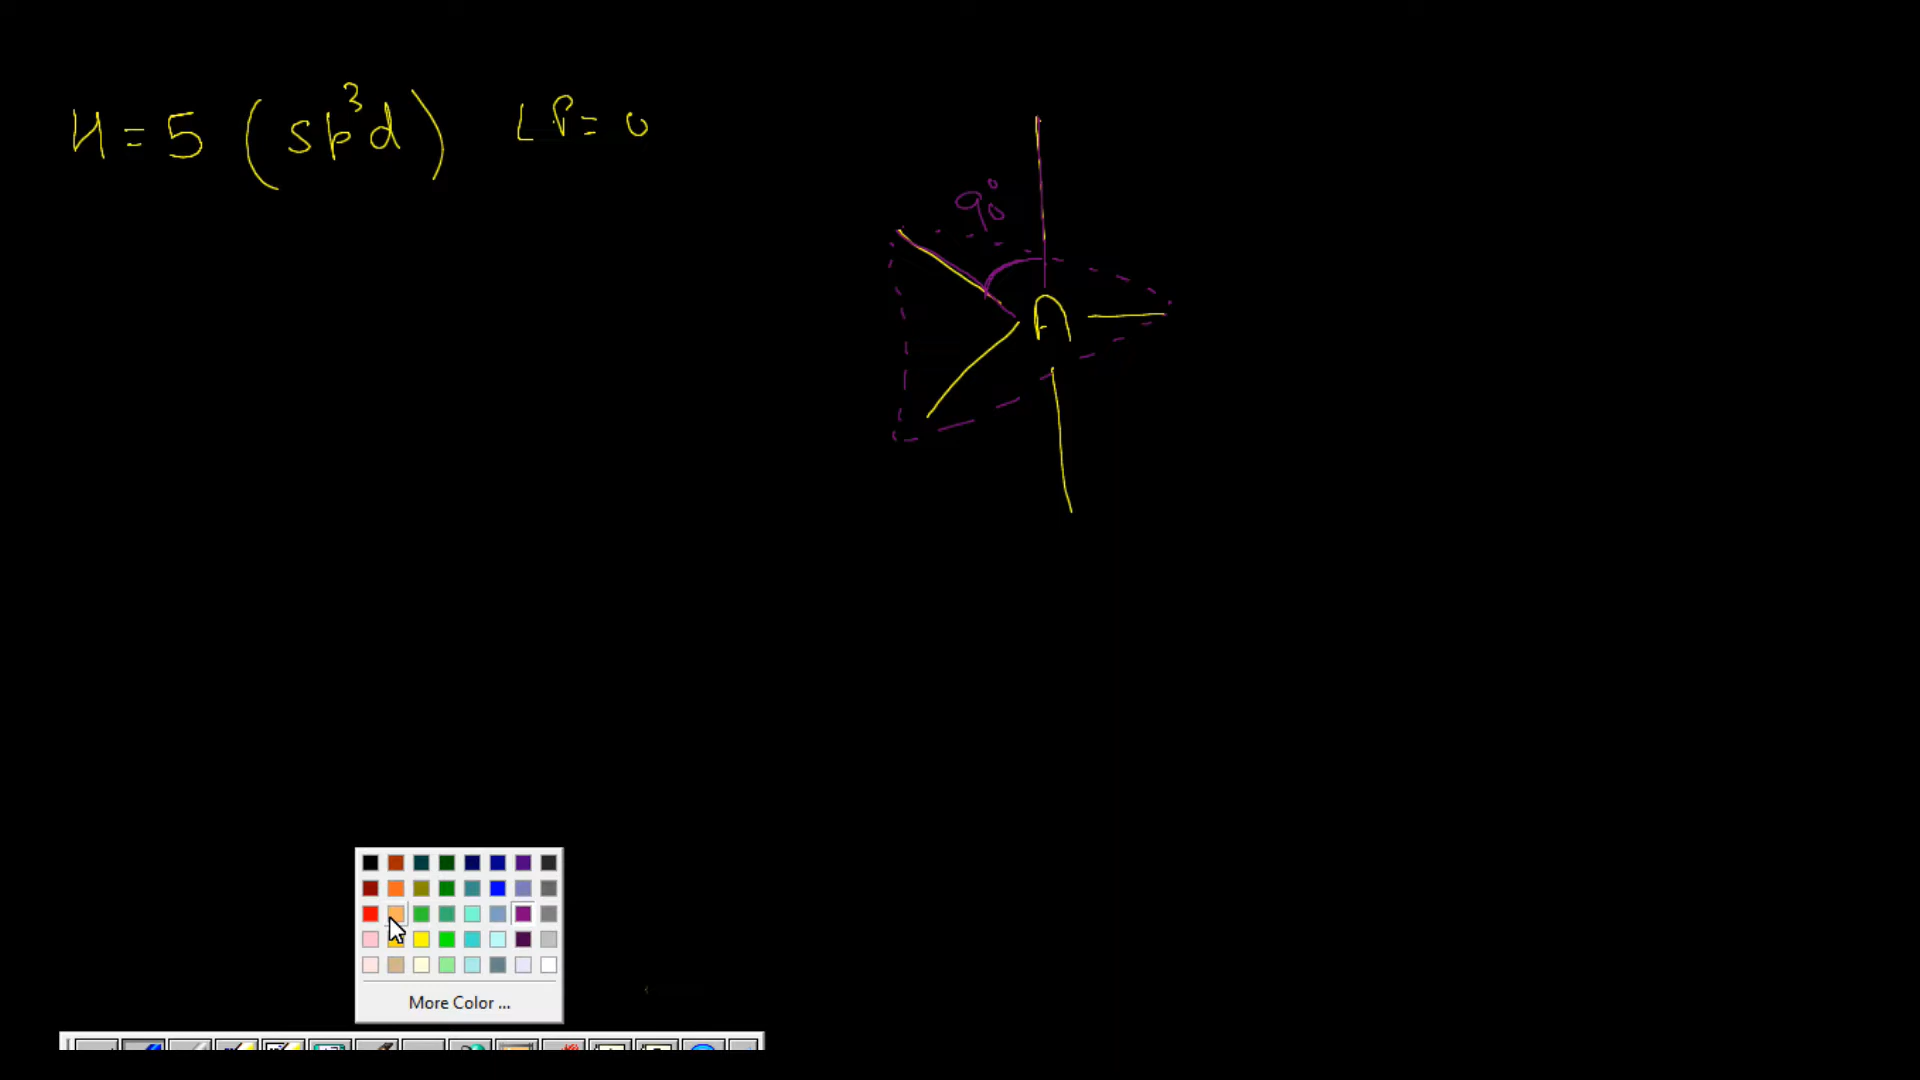 H = 5 (sp³d) LP = 0
90°
A
More Color ...